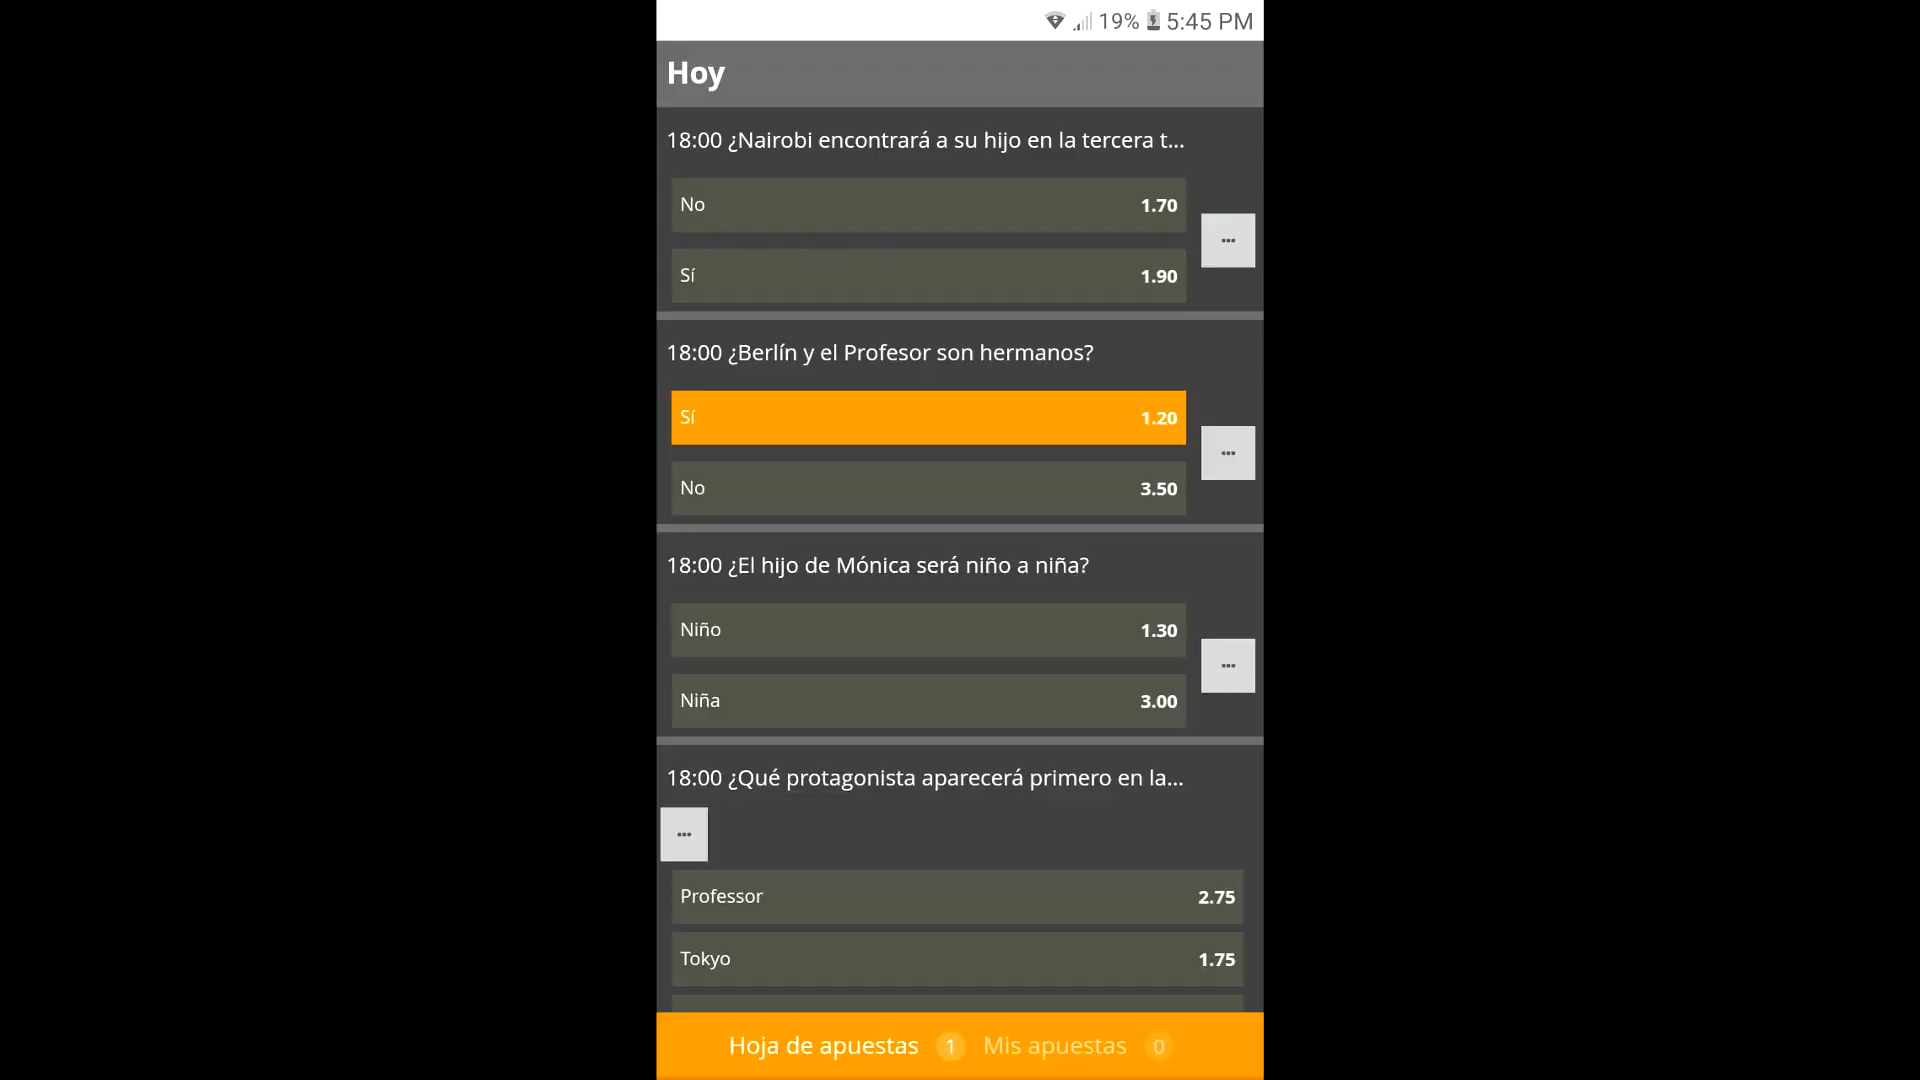 19% 5:45 PM
Hoy
18:00 ¿Nairobi encontrará a su hijo en la tercera t...
No 1.70
Sí 1.90
18:00 ¿Berlín y el Profesor son hermanos?
Sí 1.20
No 3.50
18:00 ¿El hijo de Mónica será niño a niña?
Niño 1.30
Niña 3.00
18:00 ¿Qué protagonista aparecerá primero en la...
Professor 2.75
Tokyo 1.75
Hoja de apuestas 1 Mis apuestas 0